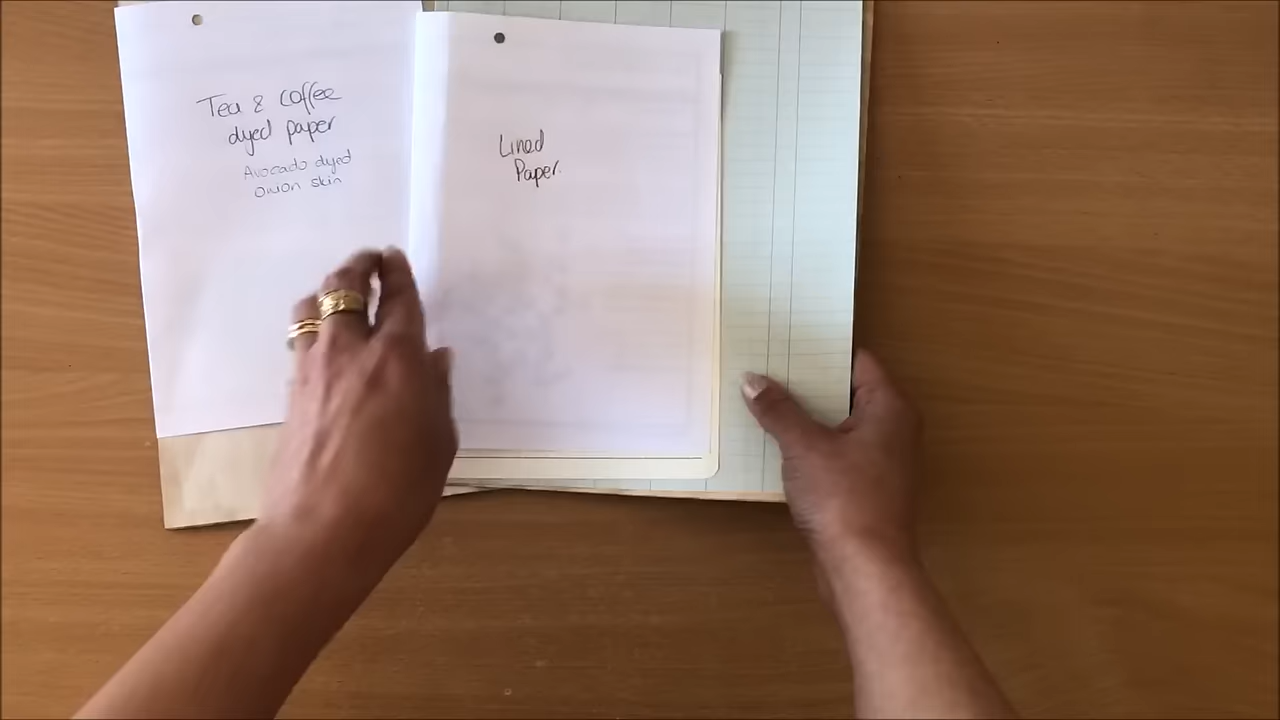 Tea & coffee
dyed paper
Avocado dyed
onion skin
Lined
Paper.